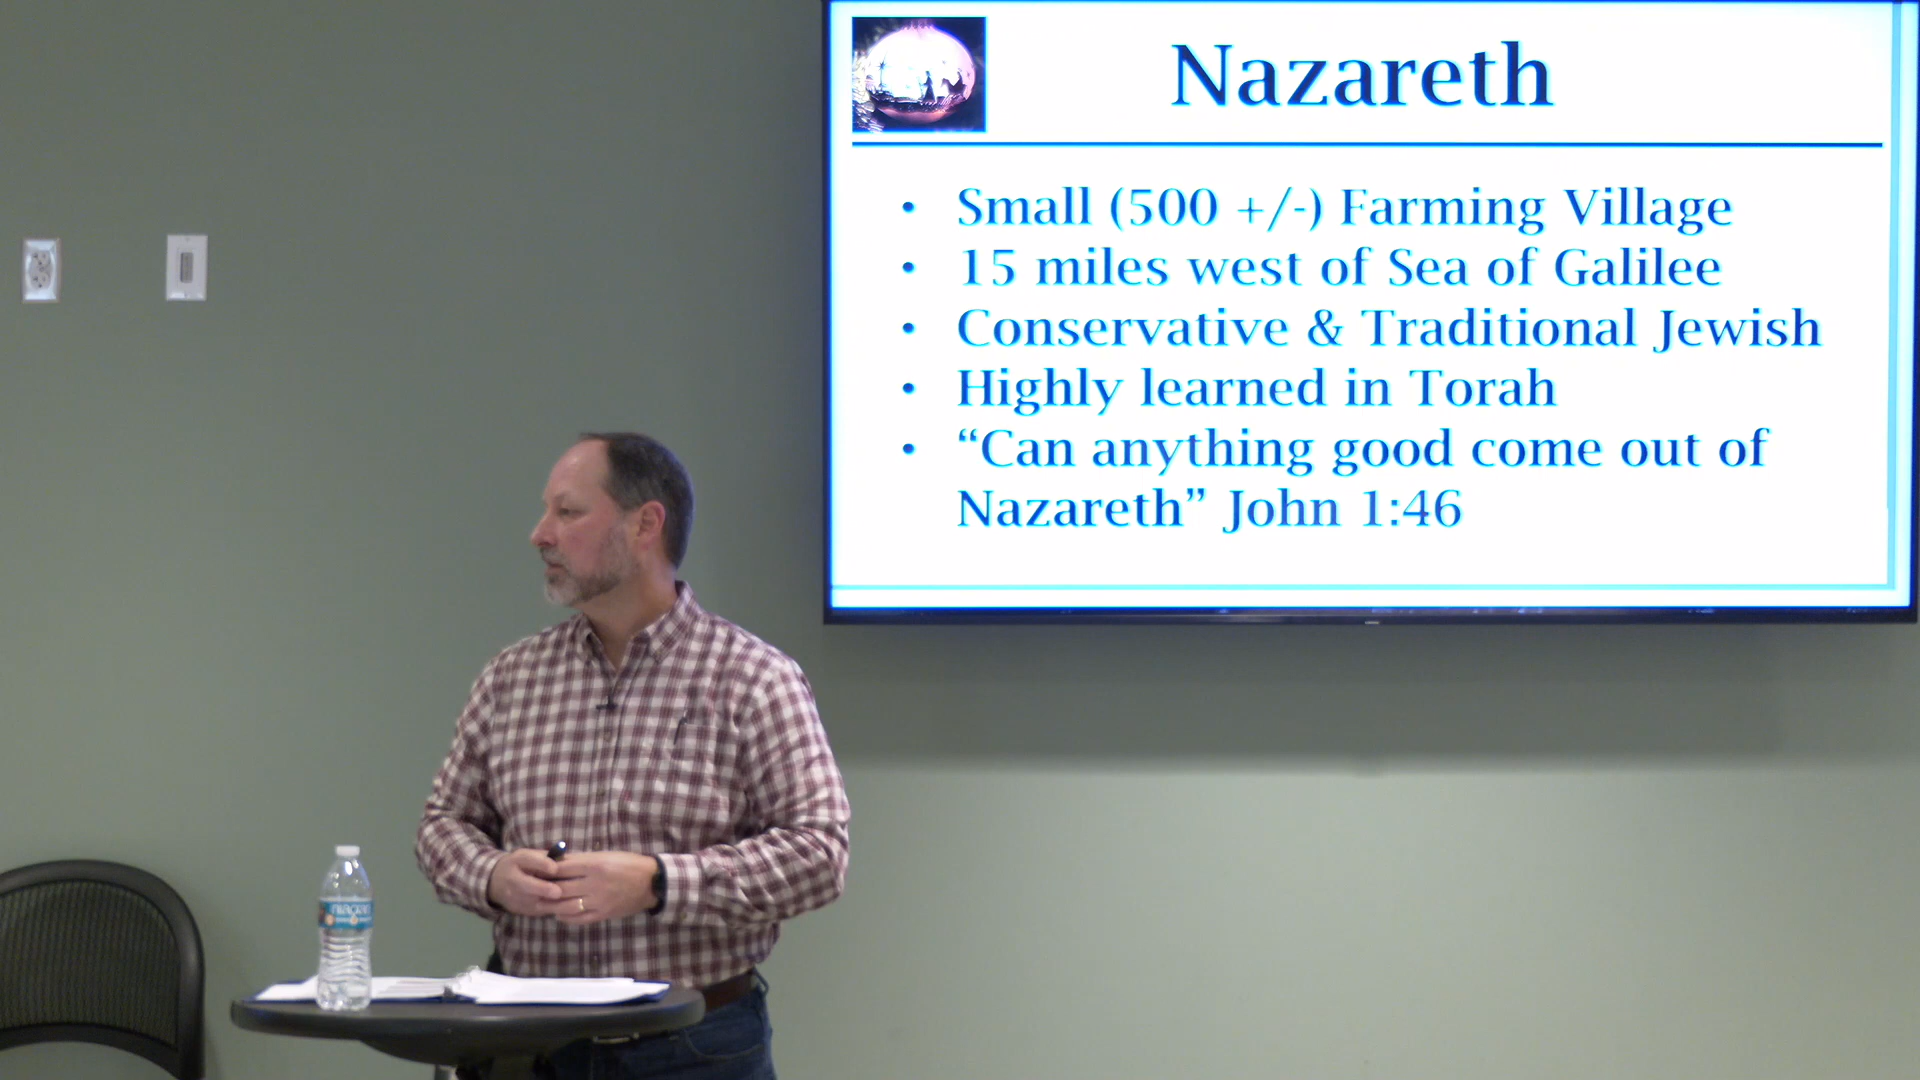 Nazareth
• Small (500 +/-) Farming Village
• 15 miles west of Sea of Galilee
• Conservative & Traditional Jewish
• Highly learned in Torah
• “Can anything good come out of
Nazareth” John 1:46